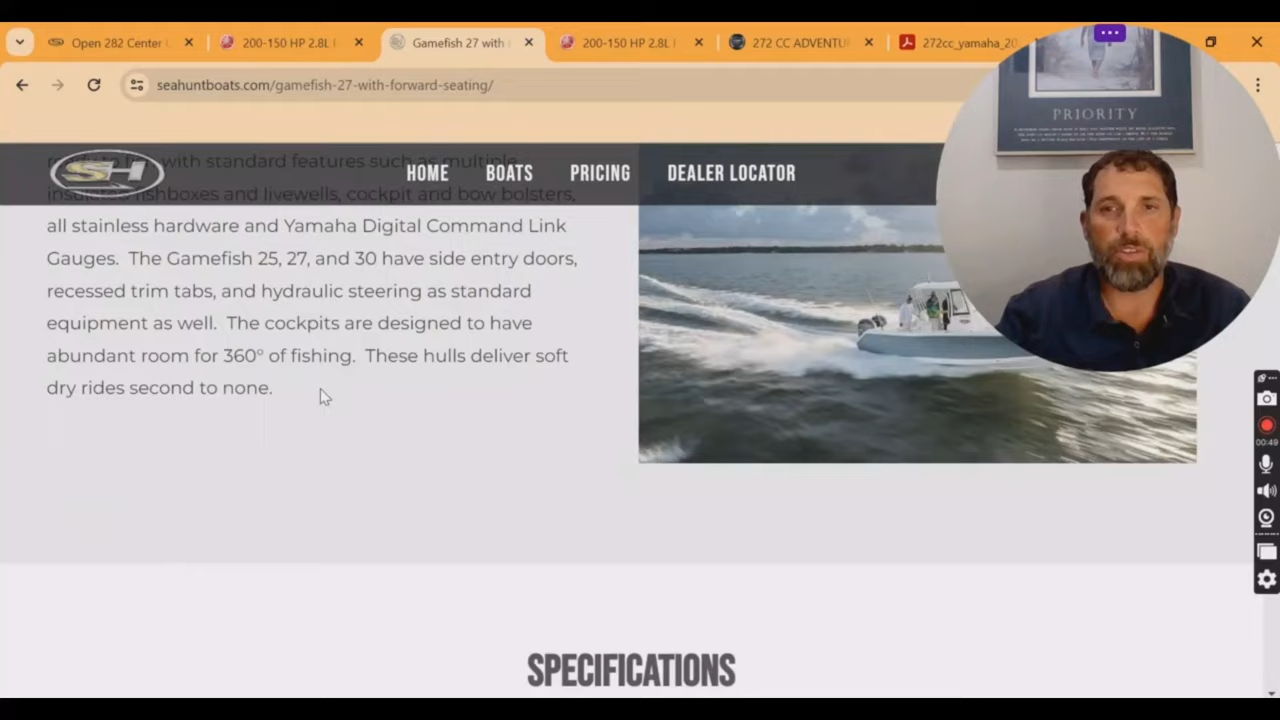 Open 282 Center
200-150 HP 2.8L
Gamefish 27 with
200-150 HP 2.8L
272 CC ADVENTU
272cc_yamaha_20
seahuntboats.com/gamefish-27-with-forward-seating/
PRIORITY
SH
HOME BOATS PRICING DEALER LOCATOR
ready to fish with standard features such as multiple
insulated fishboxes and livewells, cockpit and bow bolsters,
all stainless hardware and Yamaha Digital Command Link
Gauges. The Gamefish 25, 27, and 30 have side entry doors,
recessed trim tabs, and hydraulic steering as standard
equipment as well. The cockpits are designed to have
abundant room for 360° of fishing. These hulls deliver soft
dry rides second to none.
00:49
SPECIFICATIONS